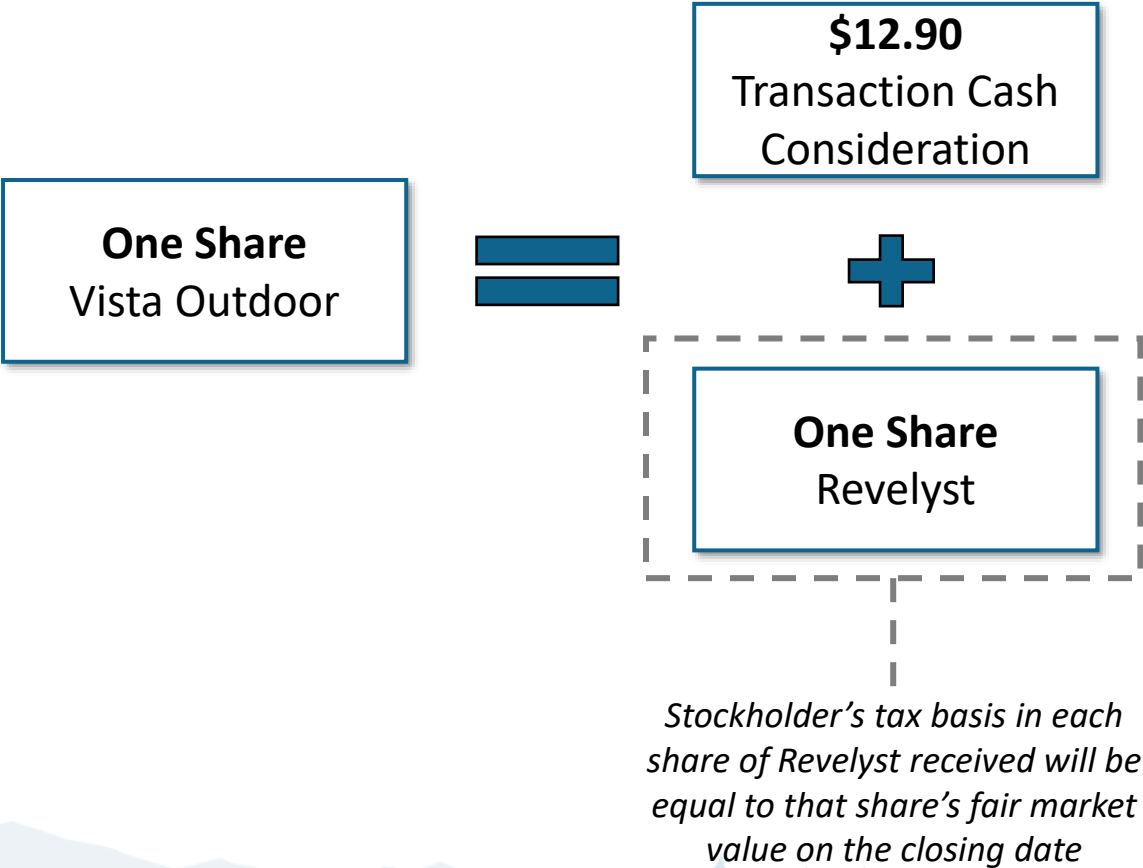 One Share
Vista Outdoor
$12.90
Transaction Cash
Consideration
One Share
Revelyst
Stockholder’s tax basis in each
share of Revelyst received will be
equal to that share’s fair market
value on the closing date